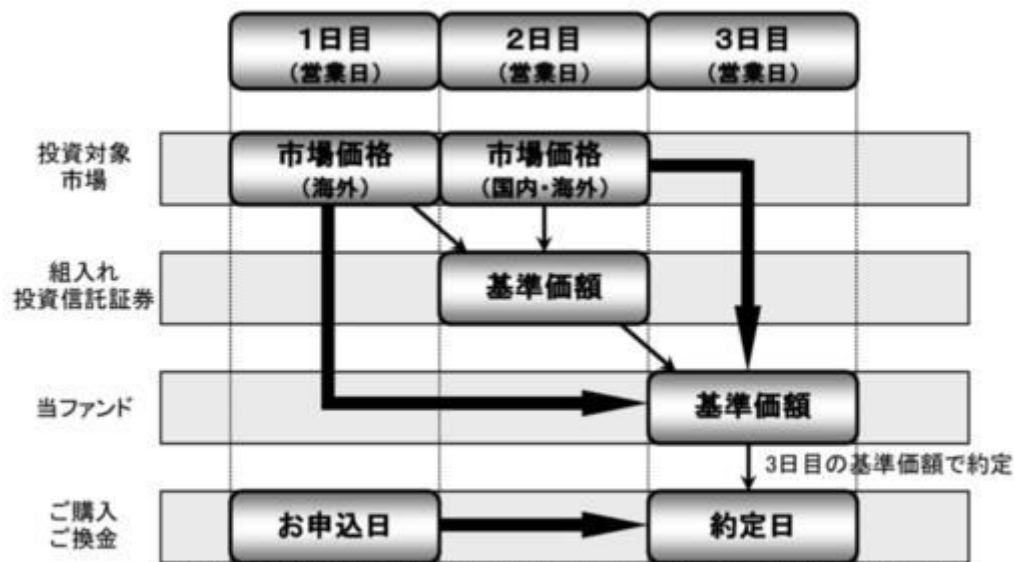 1日目
(営業日)
2日目
(営業日)
3日目
(営業日)
投資対象
市場
市場価格
(海外)
市場価格
(国内・海外)
組入れ
投資信託証券
基準価額
当ファンド
基準価額
3日目の基準価額で約定
ご購入
ご換金
お申込日
約定日